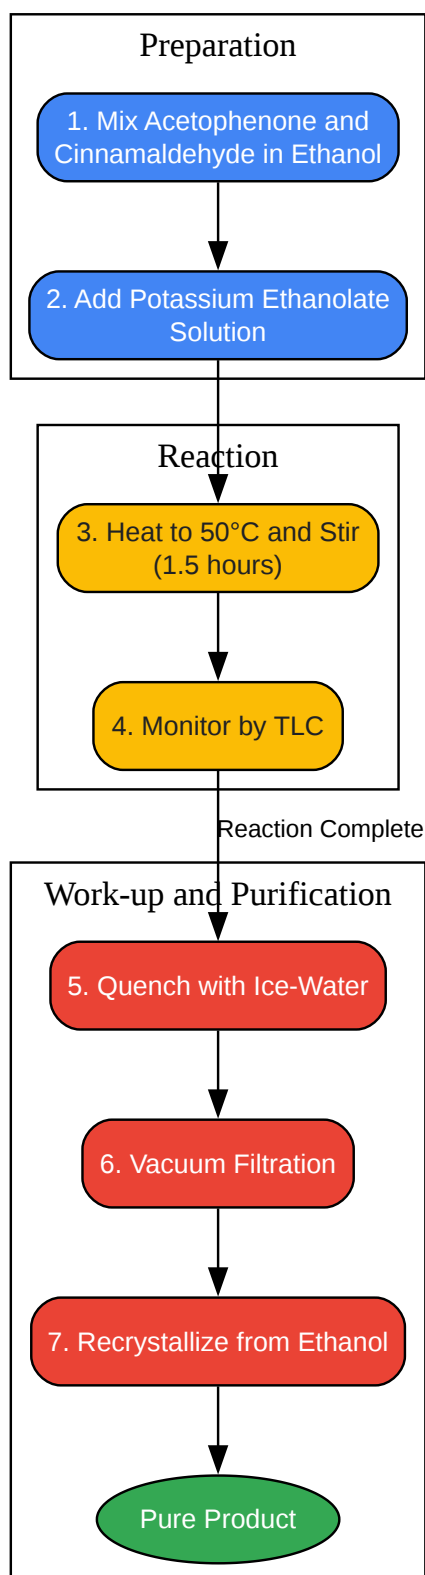 Preparation
1. Mix Acetophenone and
Cinnamaldehyde in Ethanol
2. Add Potassium Ethanolate
Solution
Reaction
3. Heat to 50°C and Stir
(1.5 hours)
4. Monitor by TLC
Reaction Complete
Work-up and Purification
5. Quench with Ice-Water
6. Vacuum Filtration
7. Recrystallize from Ethanol
Pure Product